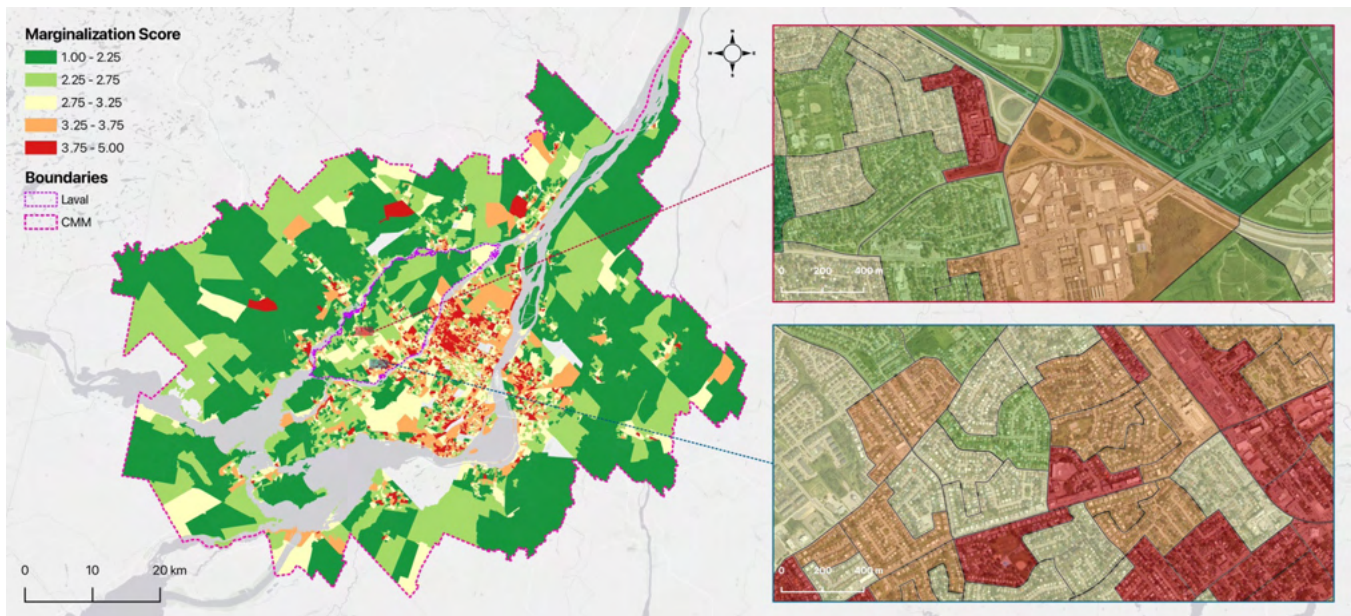 Marginalization Score
1.00 - 2.25
2.25 - 2.75
2.75 - 3.25
3.25 - 3.75
3.75 - 5.00
Boundaries
Laval
CMM
0 10 20 km
N
W E
S
0 200 400 m
0 200 400 m